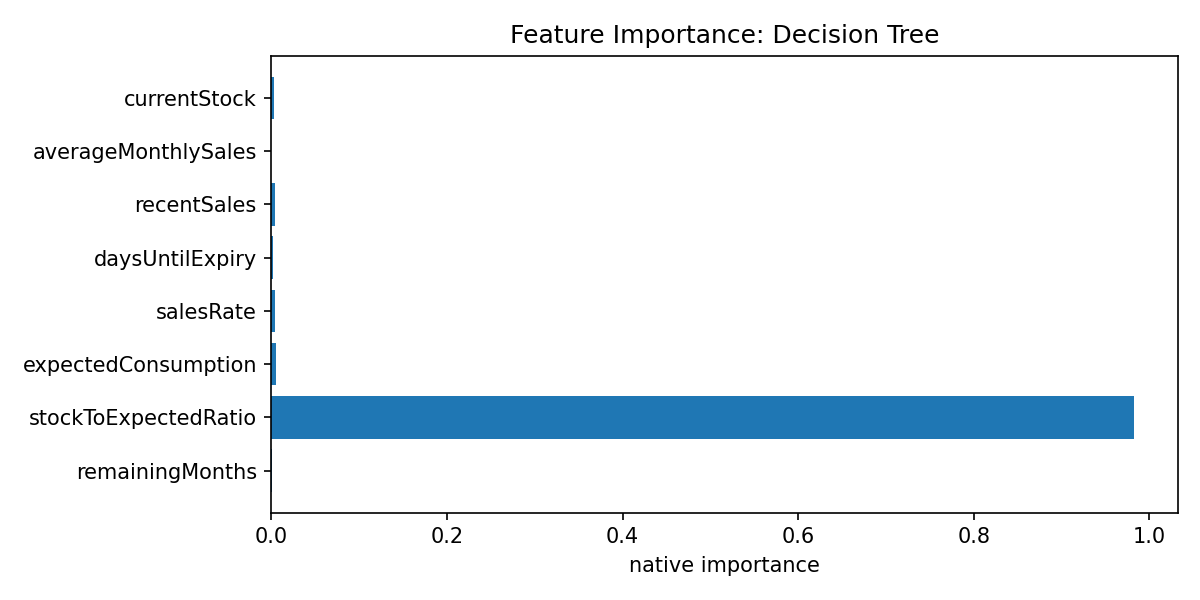 Feature Importance: Decision Tree
currentStock
averageMonthlySales
recentSales
daysUntilExpiry
salesRate
expectedConsumption
stockToExpectedRatio
remainingMonths
0.0 0.2 0.4 0.6 0.8 1.0
native importance